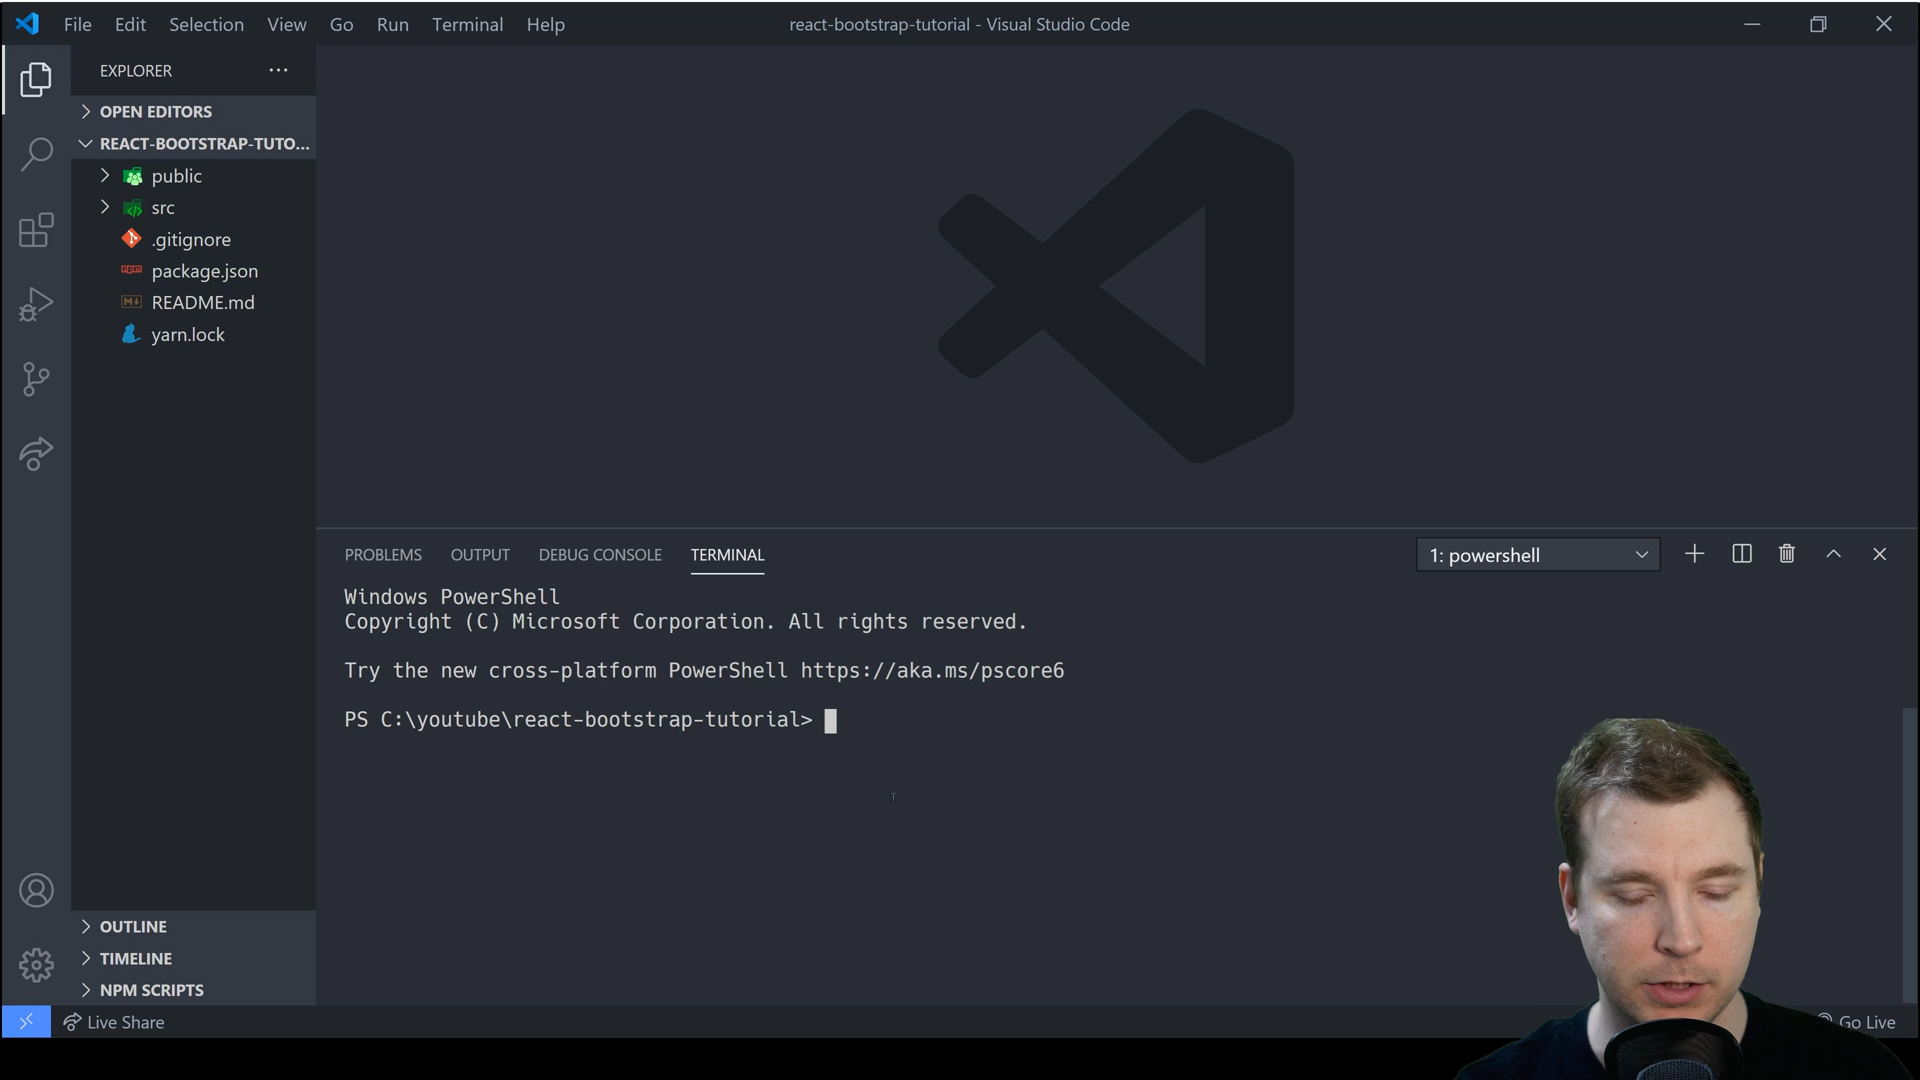 File Edit Selection View Go Run Terminal Help
react-bootstrap-tutorial - Visual Studio Code
EXPLORER
OPEN EDITORS
REACT-BOOTSTRAP-TUTO...
public
src
.gitignore
package.json
README.md
yarn.lock
OUTLINE
TIMELINE
NPM SCRIPTS
PROBLEMS OUTPUT DEBUG CONSOLE TERMINAL
1: powershell
Windows PowerShell
Copyright (C) Microsoft Corporation. All rights reserved.
Try the new cross-platform PowerShell https://aka.ms/pscore6
PS C:\youtube\react-bootstrap-tutorial>
Live Share
Go Live